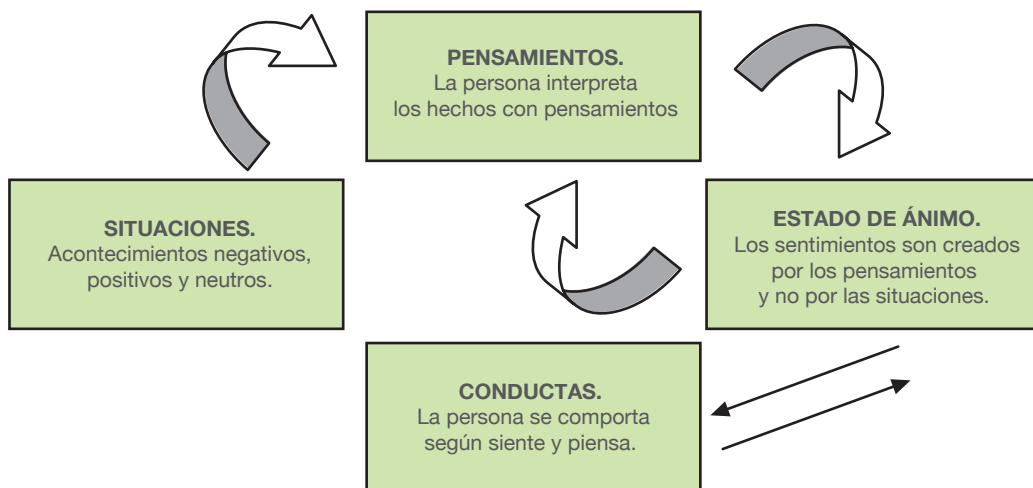 PENSAMIENTOS.
La persona interpreta
los hechos con pensamientos
SITUACIONES.
Acontecimientos negativos,
positivos y neutros.
ESTADO DE ÁNIMO.
Los sentimientos son creados
por los pensamientos
y no por las situaciones.
CONDUCTAS.
La persona se comporta
según siente y piensa.